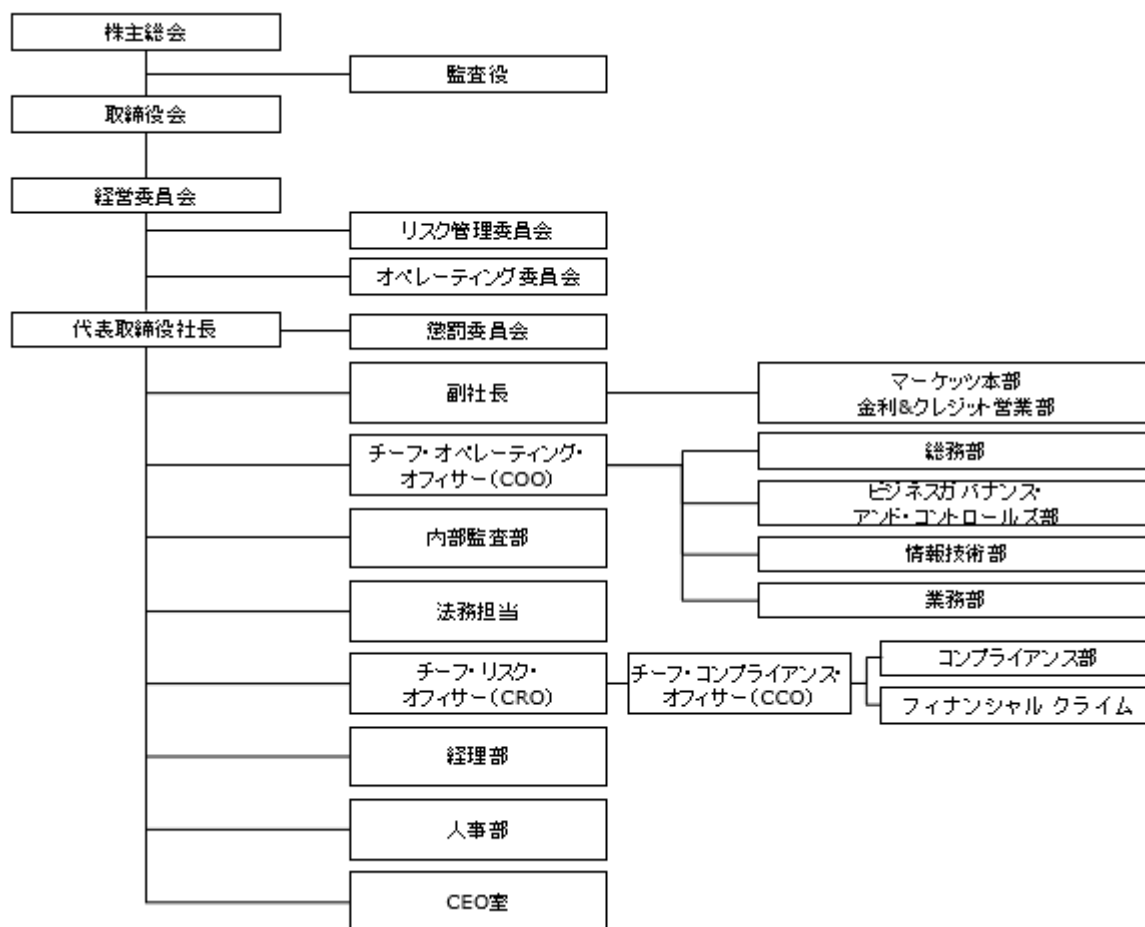 株主総会
監査役
取締役会
経営委員会
リスク管理委員会
オペレーティング委員会
代表取締役社長
懲罰委員会
副社長
マーケッツ本部
金利&クレジット営業部
チーフ・オペレーティング・
オフィサー（COO）
総務部
ビジネスガバナンス・
アンド・コントロールズ部
情報技術部
業務部
内部監査部
法務担当
チーフ・リスク・
オフィサー（CRO）
チーフ・コンプライアンス・
オフィサー（CCO）
コンプライアンス部
フィナンシャル クライム
経理部
人事部
CEO室